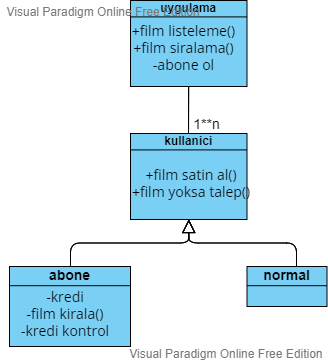 Visual Paradigm Online Free Edition
uygulama
+film listeleme()
+film siralama()
-abone ol
1**n
kullanici
+film satin al()
+film yoksa talep()
abone
-kredi
-film kirala()
-kredi kontrol
normal
Visual Paradigm Online Free Edition